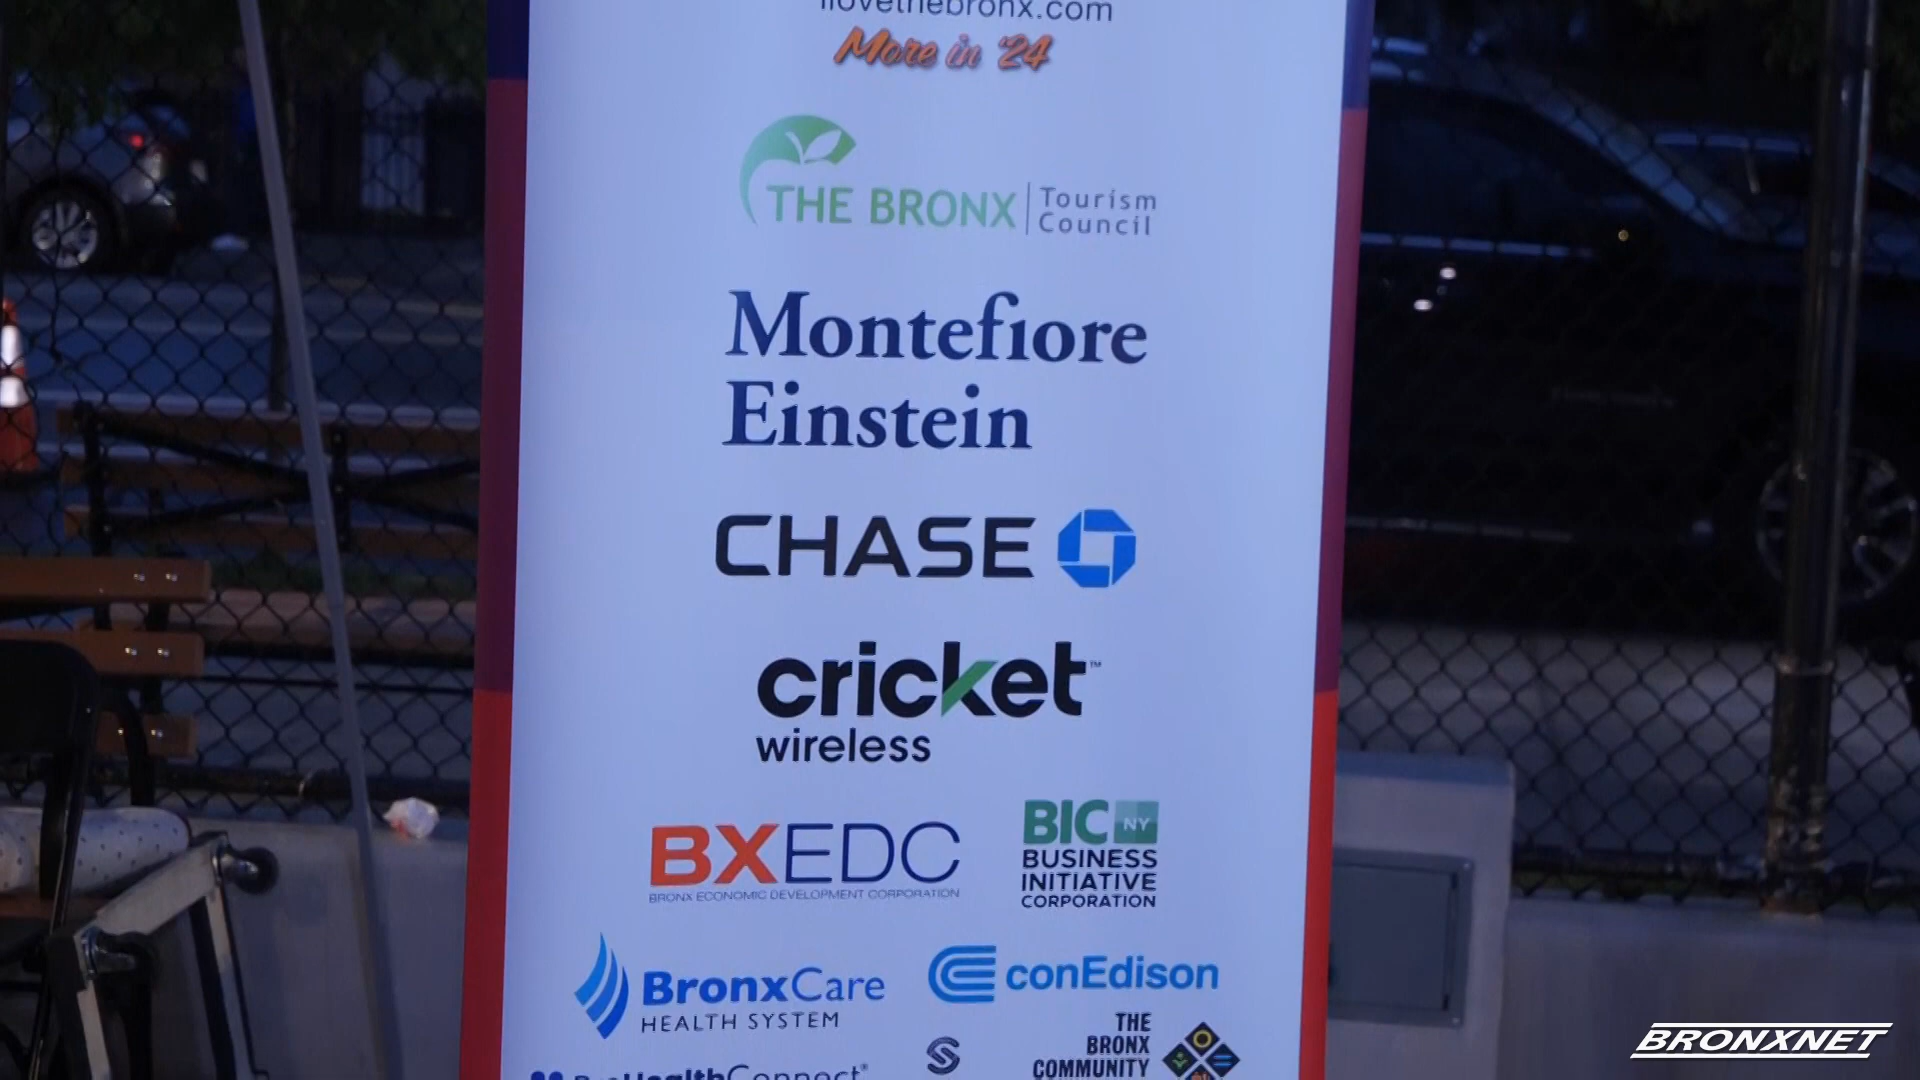 ilovethebronx.com
More in '24
THE BRONX Tourism Council
Montefiore
Einstein
CHASE
cricket™
wireless
BXEDC
BRONX ECONOMIC DEVELOPMENT CORPORATION
BIC NY
BUSINESS
INITIATIVE
CORPORATION
BronxCare
HEALTH SYSTEM
conEdison
THE
BRONX
COMMUNITY
BRONXNET